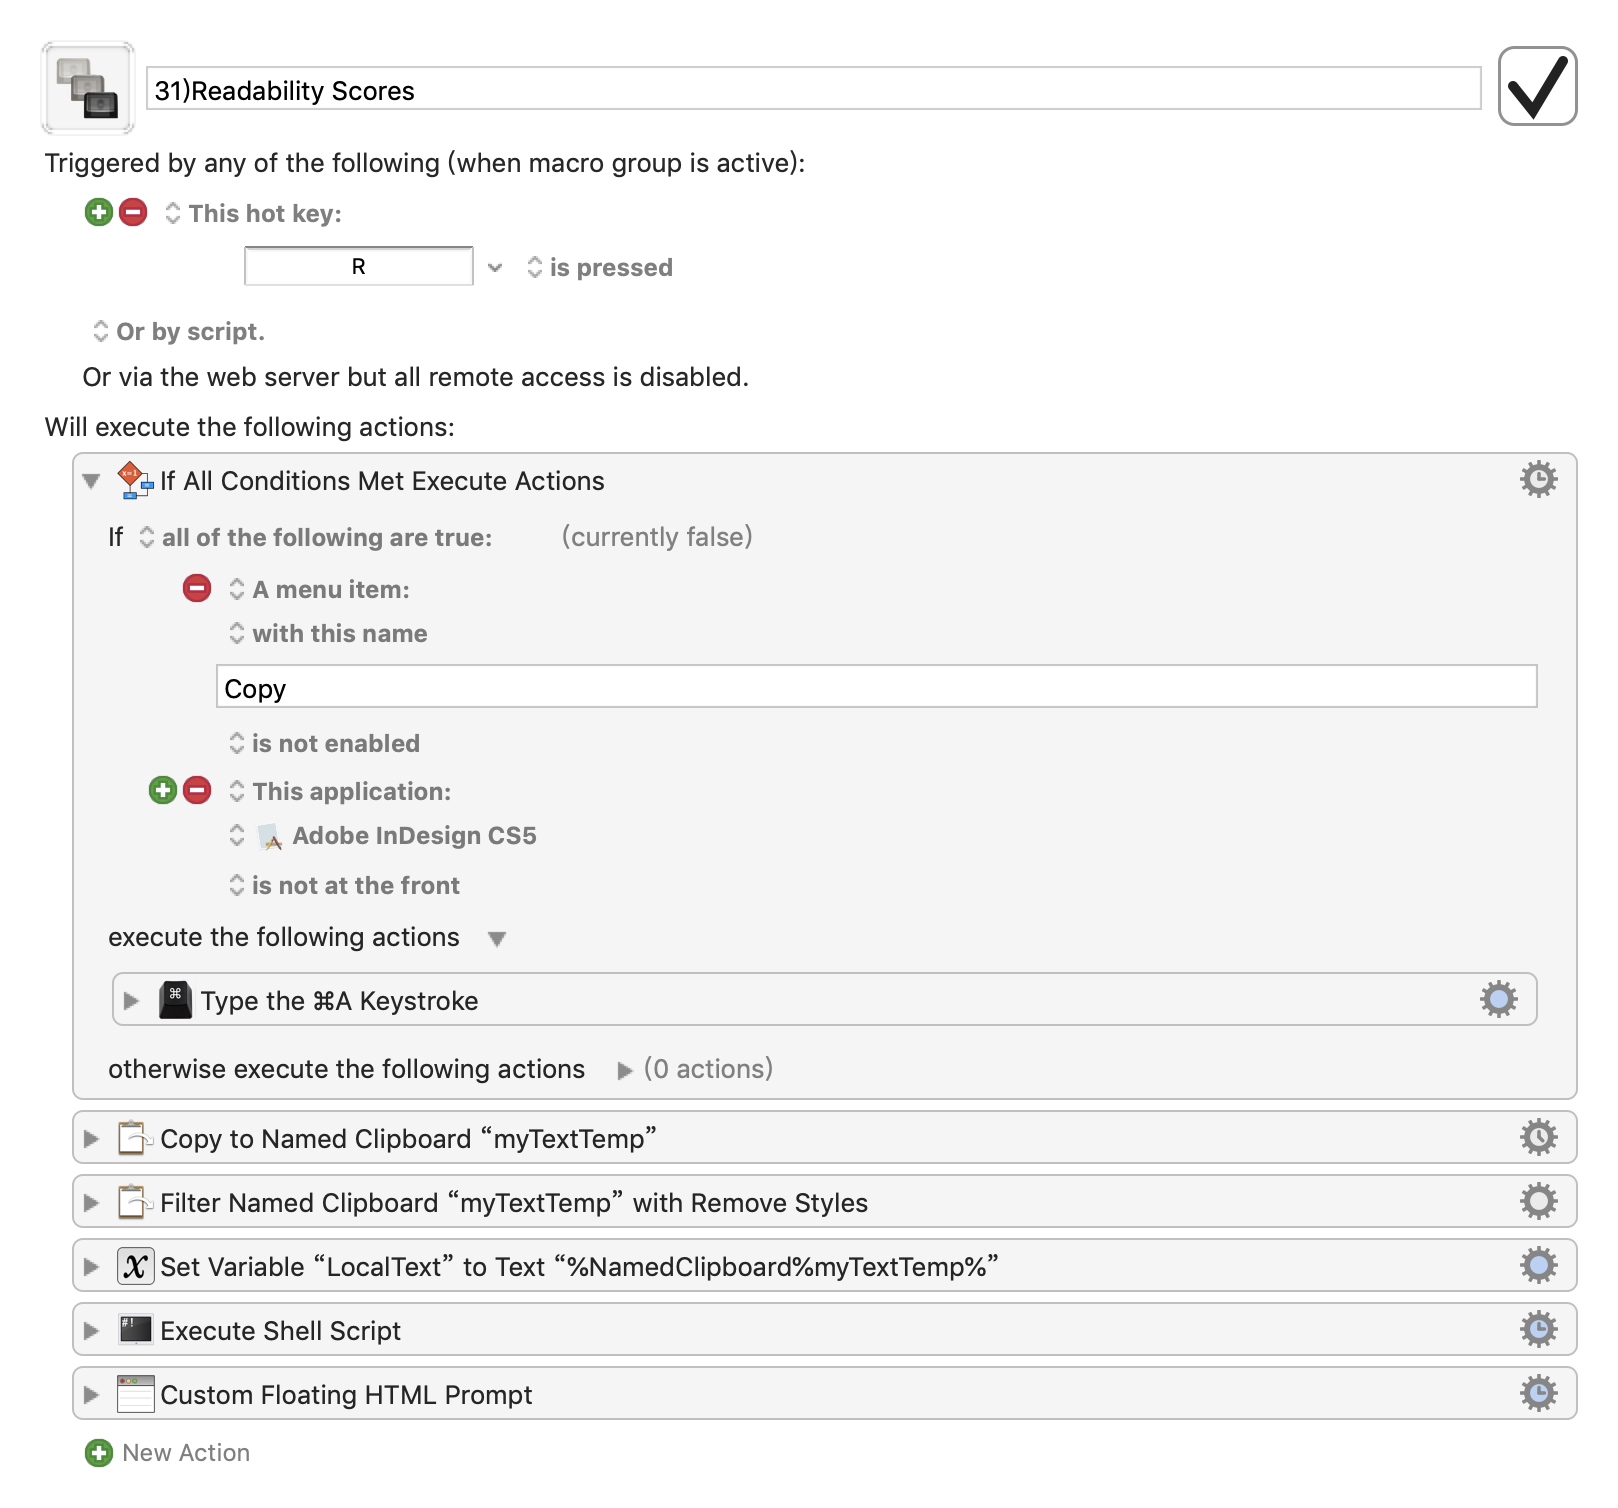 31)Readability Scores
Triggered by any of the following (when macro group is active):
This hot key:
R is pressed
Or by script.
Or via the web server but all remote access is disabled.
Will execute the following actions:
x=1 If All Conditions Met Execute Actions
If all of the following are true: (currently false)
A menu item:
with this name
Copy
is not enabled
This application:
Adobe InDesign CS5
is not at the front
execute the following actions
⌘ Type the ⌘A Keystroke
otherwise execute the following actions (0 actions)
Copy to Named Clipboard “myTextTemp”
Filter Named Clipboard “myTextTemp” with Remove Styles
x Set Variable “LocalText” to Text “%NamedClipboard%myTextTemp%”
#! Execute Shell Script
Custom Floating HTML Prompt
New Action